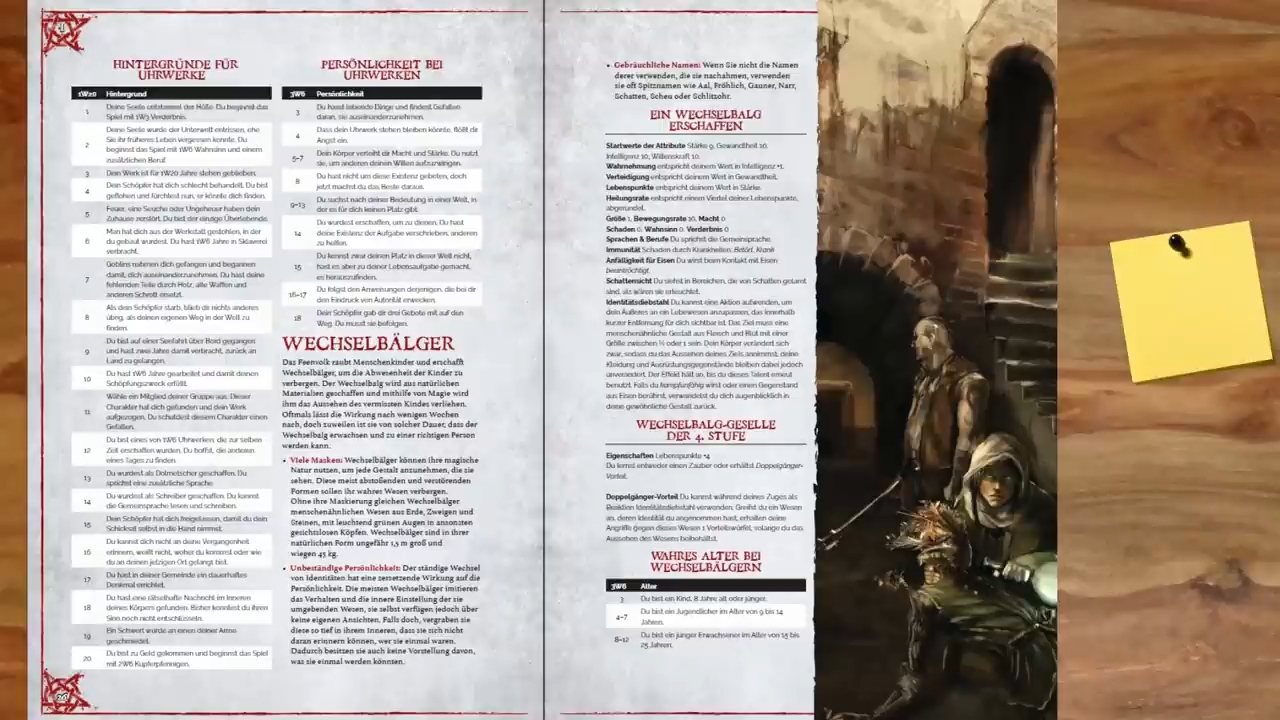 HINTERGRÜNDE FÜR
UHRWERKE
1W20 Hintergrund
1 Deine Seele entstammt der Hölle. Du beginnst das
Spiel mit 1W3 Verderbnis.
2 Deine Seele wurde der Unterwelt entrissen, ehe
Sie ihr früheres Leben vergessen konnte. Du
beginnst das Spiel mit 1W6 Wahnsinn und einem
zusätzlichen Beruf.
3 Dein Werk ist für 1W20 Jahre stehen geblieben.
4 Dein Schöpfer hat dich schlecht behandelt. Du bist
geflohen und fürchtest nun, er könnte dich finden.
5 Feuer, eine Seuche oder Ungeheuer haben dein
Zuhause zerstört. Du bist der einzige Überlebende.
6 Man hat dich aus der Werkstatt gestohlen, in der
du gebaut wurdest. Du hast 1W6 Jahre in Sklaverei
verbracht.
7 Goblins nahmen dich gefangen und begannen
damit, dich auseinanderzunehmen. Du hast deine
fehlenden Teile durch Holz, alte Waffen und
anderen Schrott ersetzt.
8 Als dein Schöpfer starb, blieb dir nichts anderes
übrig, als deinen eigenen Weg in der Welt zu
finden.
9 Du bist auf einer Seefahrt über Bord gegangen
und hast zwei Jahre damit verbracht, zurück an
Land zu gelangen.
10 Du hast 1W6 Jahre gearbeitet und damit deinen
Schöpfungszweck erfüllt.
11 Wähle ein Mitglied deiner Gruppe aus. Dieser
Charakter hat dich gefunden und dein Werk
aufgezogen. Du schuldest diesem Charakter einen
Gefallen.
12 Du bist eines von 1W6 Uhrwerken, die zur selben
Zeit erschaffen wurden. Du hoffst, die anderen
eines Tages zu finden.
13 Du wurdest als Dolmetscher geschaffen. Du
sprichst eine zusätzliche Sprache.
14 Du wurdest als Schreiber geschaffen. Du kannst
die Gemeinsprache lesen und schreiben.
15 Dein Schöpfer hat dich freigelassen, damit du dein
Schicksal selbst in die Hand nimmst.
16 Du kannst dich nicht an deine Vergangenheit
erinnern, weißt nicht, woher du kommst oder wie
du an deinen jetzigen Ort gelangt bist.
17 Du hast in deiner Gemeinde ein dauerhaftes
Denkmal errichtet.
18 Du hast eine rätselhafte Nachricht im Inneren
deines Körpers gefunden. Bisher konntest du ihren
Sinn noch nicht entschlüsseln.
19 Ein Schwert wurde an einen deiner Arme
geschmiedet.
20 Du bist zu Geld gekommen und beginnst das Spiel
mit 2W6 Kupferpfennigen.
PERSÖNLICHKEIT BEI
UHRWERKEN
3W6 Persönlichkeit
3 Du hasst lebende Dinge und findest Gefallen
daran, sie auseinanderzunehmen.
4 Dass dein Uhrwerk stehen bleiben könnte, flößt dir
Angst ein.
5–7 Dein Körper verleiht dir Macht und Stärke. Du nutzt
sie, um anderen deinen Willen aufzuzwingen.
8 Du hast nicht um diese Existenz gebeten, doch
jetzt machst du das Beste daraus.
9–13 Du suchst nach deiner Bedeutung in einer Welt, in
der es für dich keinen Platz gibt.
14 Du wurdest erschaffen, um zu dienen. Du hast
deine Existenz der Aufgabe verschrieben, anderen
zu helfen.
15 Du kennst zwar deinen Platz in dieser Welt nicht,
hast es aber zu deiner Lebensaufgabe gemacht,
es herauszufinden.
16–17 Du folgst den Anweisungen derjenigen, die bei dir
den Eindruck von Autorität erwecken.
18 Dein Schöpfer gab dir drei Gebote mit auf den
Weg. Du musst sie befolgen.
WECHSELBÄLGER
Das Feenvolk raubt Menschenkinder und erschafft
Wechselbälger, um die Abwesenheit der Kinder zu
verbergen. Der Wechselbalg wird aus natürlichen
Materialien geschaffen und mithilfe von Magie wird
ihm das Aussehen des vermissten Kindes verliehen.
Oftmals lässt die Wirkung nach wenigen Wochen
nach, doch zuweilen ist sie von solcher Dauer, dass der
Wechselbalg erwachsen und zu einer richtigen Person
werden kann.
• Viele Masken: Wechselbälger können ihre magische
Natur nutzen, um jede Gestalt anzunehmen, die sie
sehen. Diese meist abstoßenden und verstörenden
Formen sollen ihr wahres Wesen verbergen.
Ohne ihre Maskierung gleichen Wechselbälger
menschenähnlichen Wesen aus Erde, Zweigen und
Steinen, mit leuchtend grünen Augen in ansonsten
gesichtslosen Köpfen. Wechselbälger sind in ihrer
natürlichen Form ungefähr 1,5 m groß und
wiegen 45 kg.
• Unbeständige Persönlichkeit: Der ständige Wechsel
von Identitäten hat eine zersetzende Wirkung auf die
Persönlichkeit. Die meisten Wechselbälger imitieren
das Verhalten und die innere Einstellung der sie
umgebenden Wesen, sie selbst verfügen jedoch über
keine eigenen Ansichten. Falls doch, vergraben sie
diese so tief in ihrem Inneren, dass sie sich nicht
daran erinnern können, wer sie einmal waren.
Dadurch besitzen sie auch keine Vorstellung davon,
was sie einmal werden könnten.
• Gebräuchliche Namen: Wenn Sie nicht die Namen
derer verwenden, die sie nachahmen, verwenden
sie oft Spitznamen wie Aal, Fröhlich, Gauner, Narr,
Schatten, Scheu oder Schlitzohr.
EIN WECHSELBALG
ERSCHAFFEN
Startwerte der Attribute Stärke 9, Gewandtheit 10,
Intelligenz 10, Willenskraft 10.
Wahrnehmung entspricht deinem Wert in Intelligenz +1.
Verteidigung entspricht deinem Wert in Gewandtheit.
Lebenspunkte entspricht deinem Wert in Stärke.
Heilungsrate entspricht einem Viertel deiner Lebenspunkte,
abgerundet.
Größe 1, Bewegungsrate 10, Macht 0
Schaden 0, Wahnsinn 0, Verderbnis 0
Sprachen & Berufe Du sprichst die Gemeinsprache.
Immunität Schaden durch Krankheiten; Betört, Krank
Anfälligkeit für Eisen Du wirst beim Kontakt mit Eisen
beeinträchtigt.
Schattensicht Du siehst in Bereichen, die von Schatten getarnt
sind, als wären sie erleuchtet.
Identitätsdiebstahl Du kannst eine Aktion aufwenden, um
dein Äußeres an ein Lebewesen anzupassen, das innerhalb
kurzer Entfernung für dich sichtbar ist. Das Ziel muss eine
menschenähnliche Gestalt aus Fleisch und Blut mit einer
Größe zwischen ½ oder 1 sein. Dein Körper verändert sich
zwar, sodass du das Aussehen deines Ziels annimmst, deine
Kleidung und Ausrüstungsgegenstände bleiben dabei jedoch
unverändert. Der Effekt hält an, bis du dieses Talent erneut
benutzt. Falls du kampfunfähig wirst oder einen Gegenstand
aus Eisen berührst, verwandelst du dich augenblicklich in
deine gewöhnliche Gestalt zurück.
WECHSELBALG-GESELLE
DER 4. STUFE
Eigenschaften Lebenspunkte +4
Du lernst entweder einen Zauber oder erhältst Doppelgänger-
Vorteil.
Doppelgänger-Vorteil Du kannst während deines Zuges als
Reaktion Identitätsdiebstahl verwenden. Greifst du ein Wesen
an, deren Identität du angenommen hast, erhalten deine
Angriffe gegen dieses Wesen 1 Vorteilswürfel, solange du das
Aussehen des Wesens beibehältst.
WAHRES ALTER BEI
WECHSELBÄLGERN
3W6 Alter
3 Du bist ein Kind, 8 Jahre alt oder jünger.
4–7 Du bist ein Jugendlicher im Alter von 9 bis 14
Jahren.
8–12 Du bist ein junger Erwachsener im Alter von 15 bis
25 Jahren.